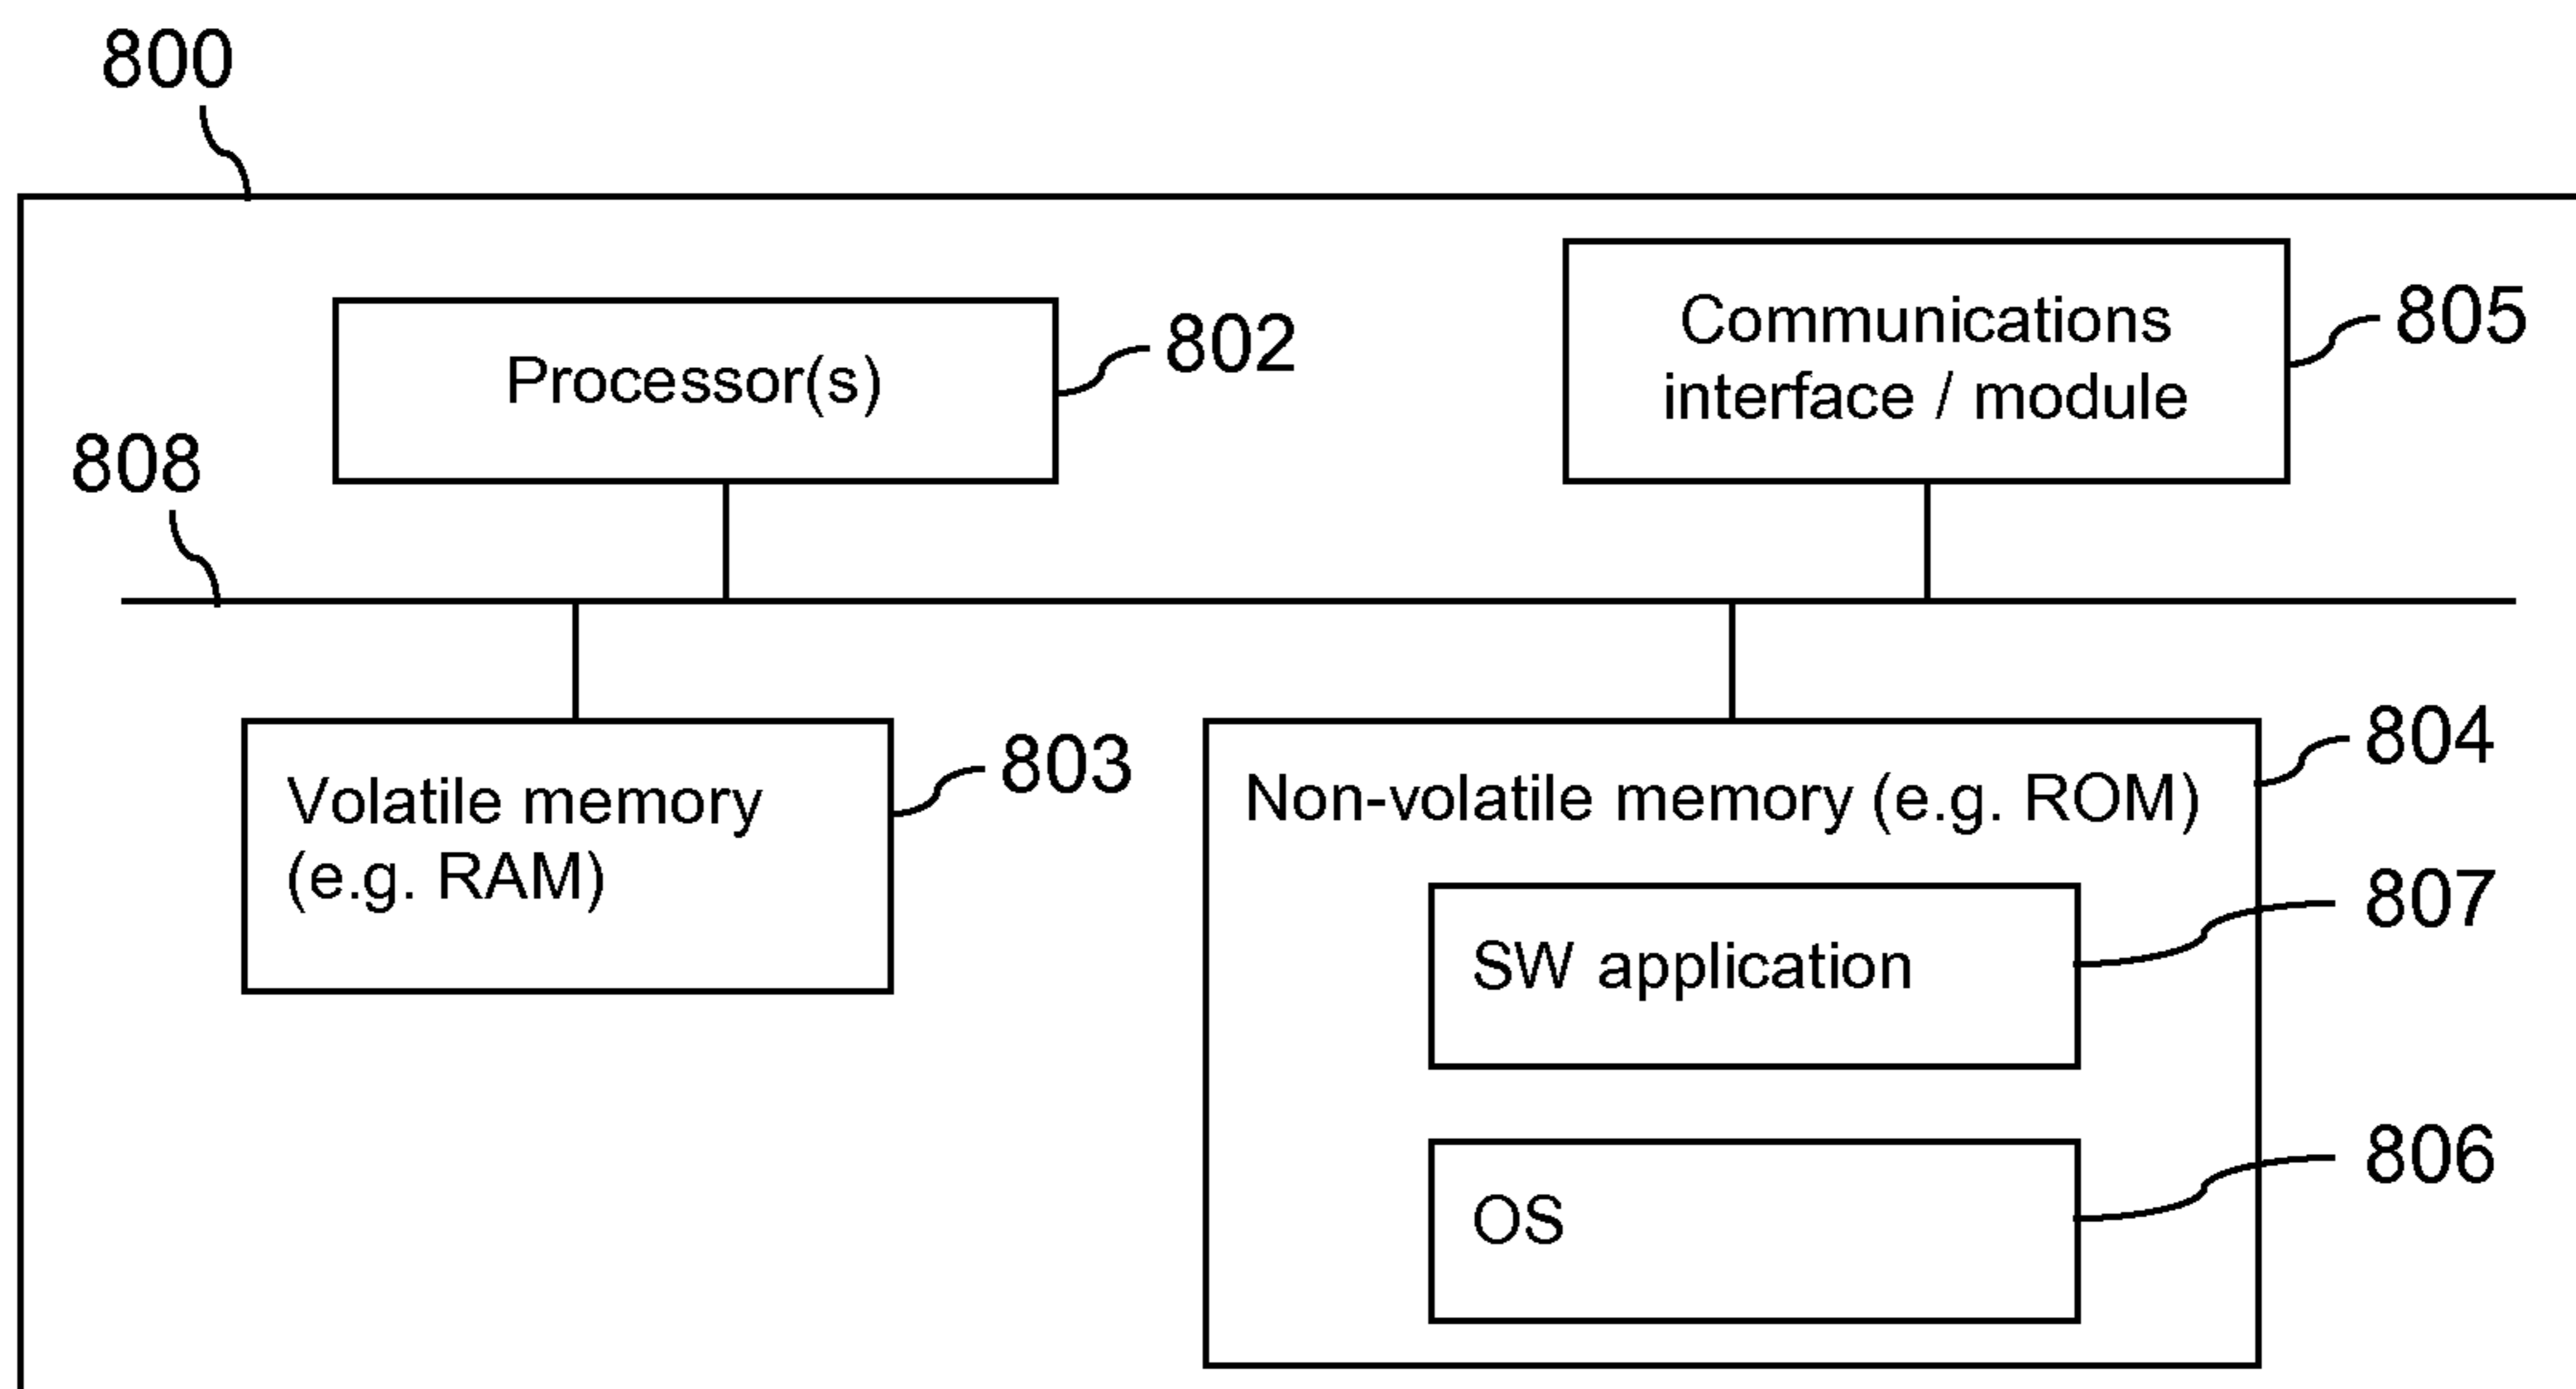 800
Processor(s)
802
Communications
interface / module
805
808
Volatile memory
(e.g. RAM)
803
Non-volatile memory (e.g. ROM)
804
SW application
807
OS
806